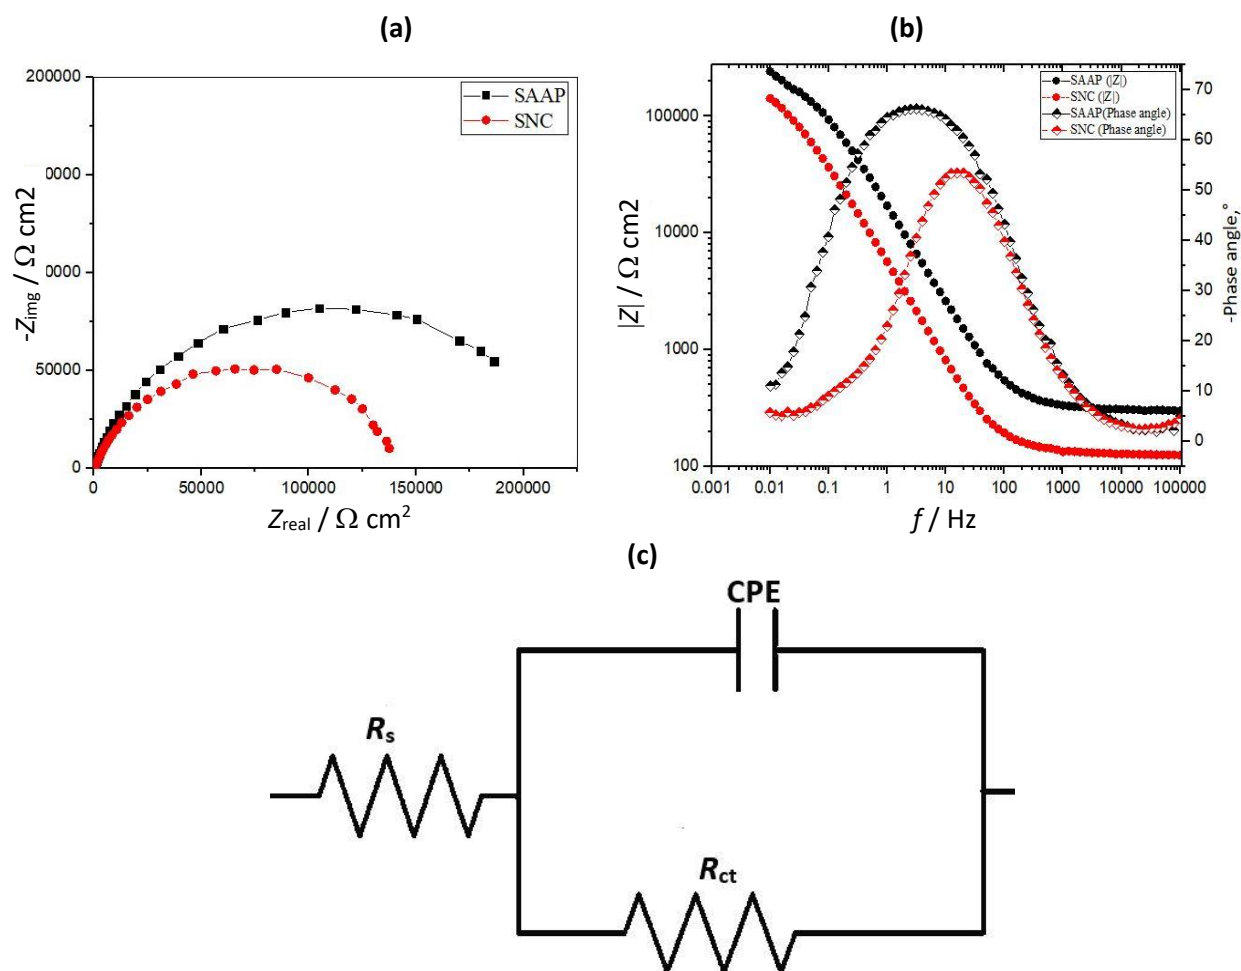 (a)
200000
0000
0000
50000
0
-Zimg / Ω cm2
SAAP
SNC
0
50000
100000
150000
200000
Zreal / Ω cm²
(b)
100000
10000
1000
100
|Z| / Ω cm2
SAAP (|Z|)
SNC (|Z|)
SAAP(Phase angle)
SNC (Phase angle)
70
60
50
40
30
20
10
0
-Phase angle,°
0.001
0.01
0.1
1
10
100
1000
10000
100000
f / Hz
(c)
CPE
Rs
Rct